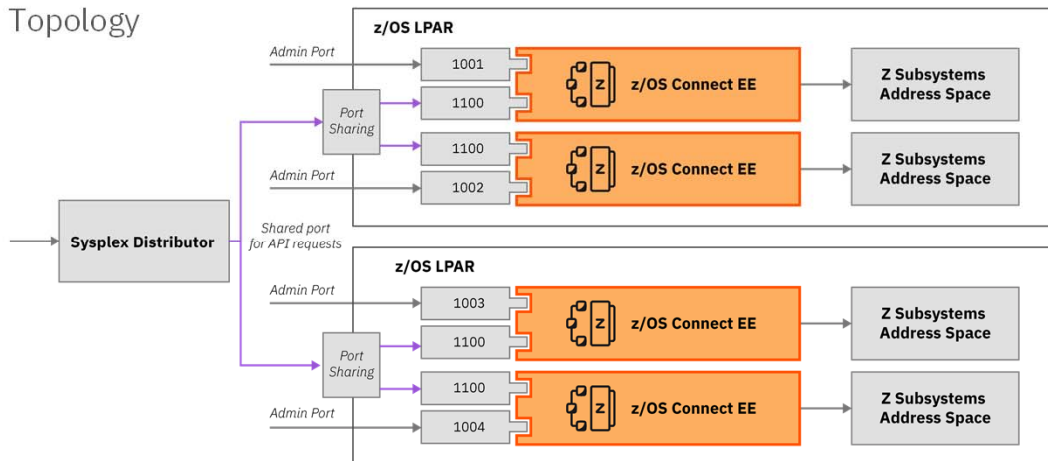 Topology
z/OS LPAR
Admin Port
1001
z/OS Connect EE
Z Subsystems
Address Space
Port
Sharing
1100
1100
Z
Z
z/OS Connect EE
Z Subsystems
Address Space
Admin Port
1002
Sysplex Distributor
Shared port
for API requests
z/OS LPAR
Admin Port
1003
z/OS Connect EE
Z Subsystems
Address Space
Port
Sharing
1100
1100
Z
Z
z/OS Connect EE
Z Subsystems
Address Space
Admin Port
1004